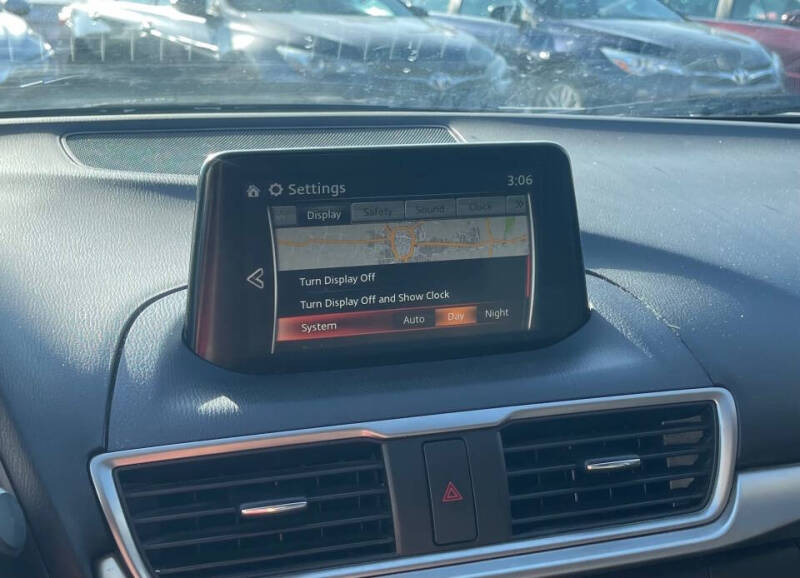 Settings 3:06
Display Safety Sound Clock
Turn Display Off
Turn Display Off and Show Clock
System Auto Day Night